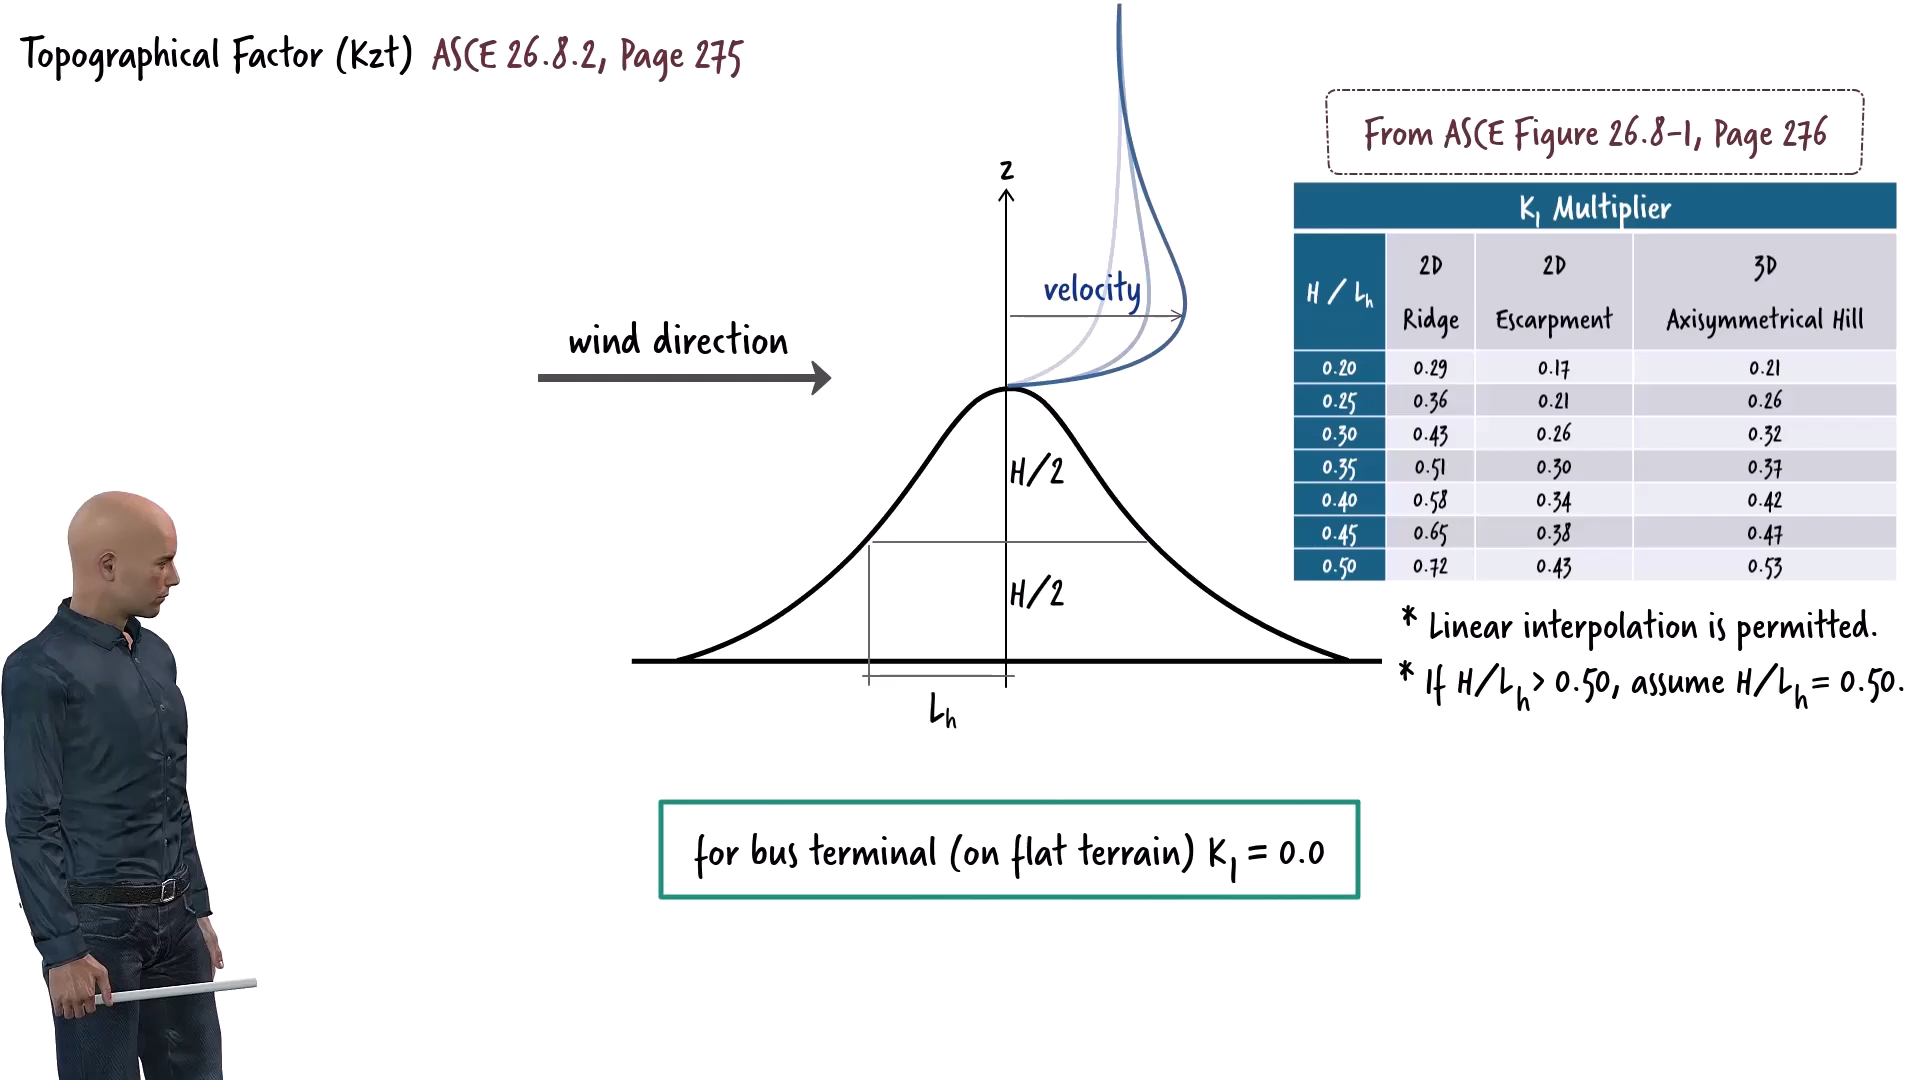 Topographical Factor (Kzt) ASCE 26.8.2, Page 275
From ASCE Figure 26.8-1, Page 276
z
velocity
wind direction
H/2
H/2
Lh
K1 Multiplier
H / Lh 2D Ridge 2D Escarpment 3D Axisymmetrical Hill
0.20 0.29 0.17 0.21
0.25 0.36 0.21 0.26
0.30 0.43 0.26 0.32
0.35 0.51 0.30 0.37
0.40 0.58 0.34 0.42
0.45 0.65 0.38 0.47
0.50 0.72 0.43 0.53
* Linear interpolation is permitted.
* If H/Lh > 0.50, assume H/Lh = 0.50.
for bus terminal (on flat terrain) K1 = 0.0